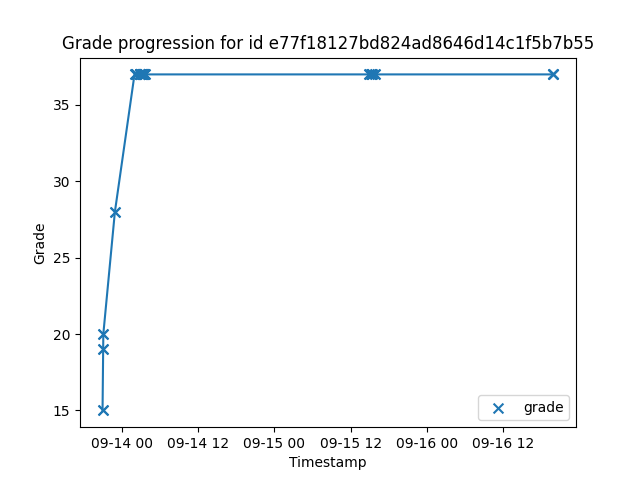 Grade progression for id e77f18127bd824ad8646d14c1f5b7b55
Grade
35
30
25
20
15
grade
09-14 00 09-14 12 09-15 00 09-15 12 09-16 00 09-16 12
Timestamp